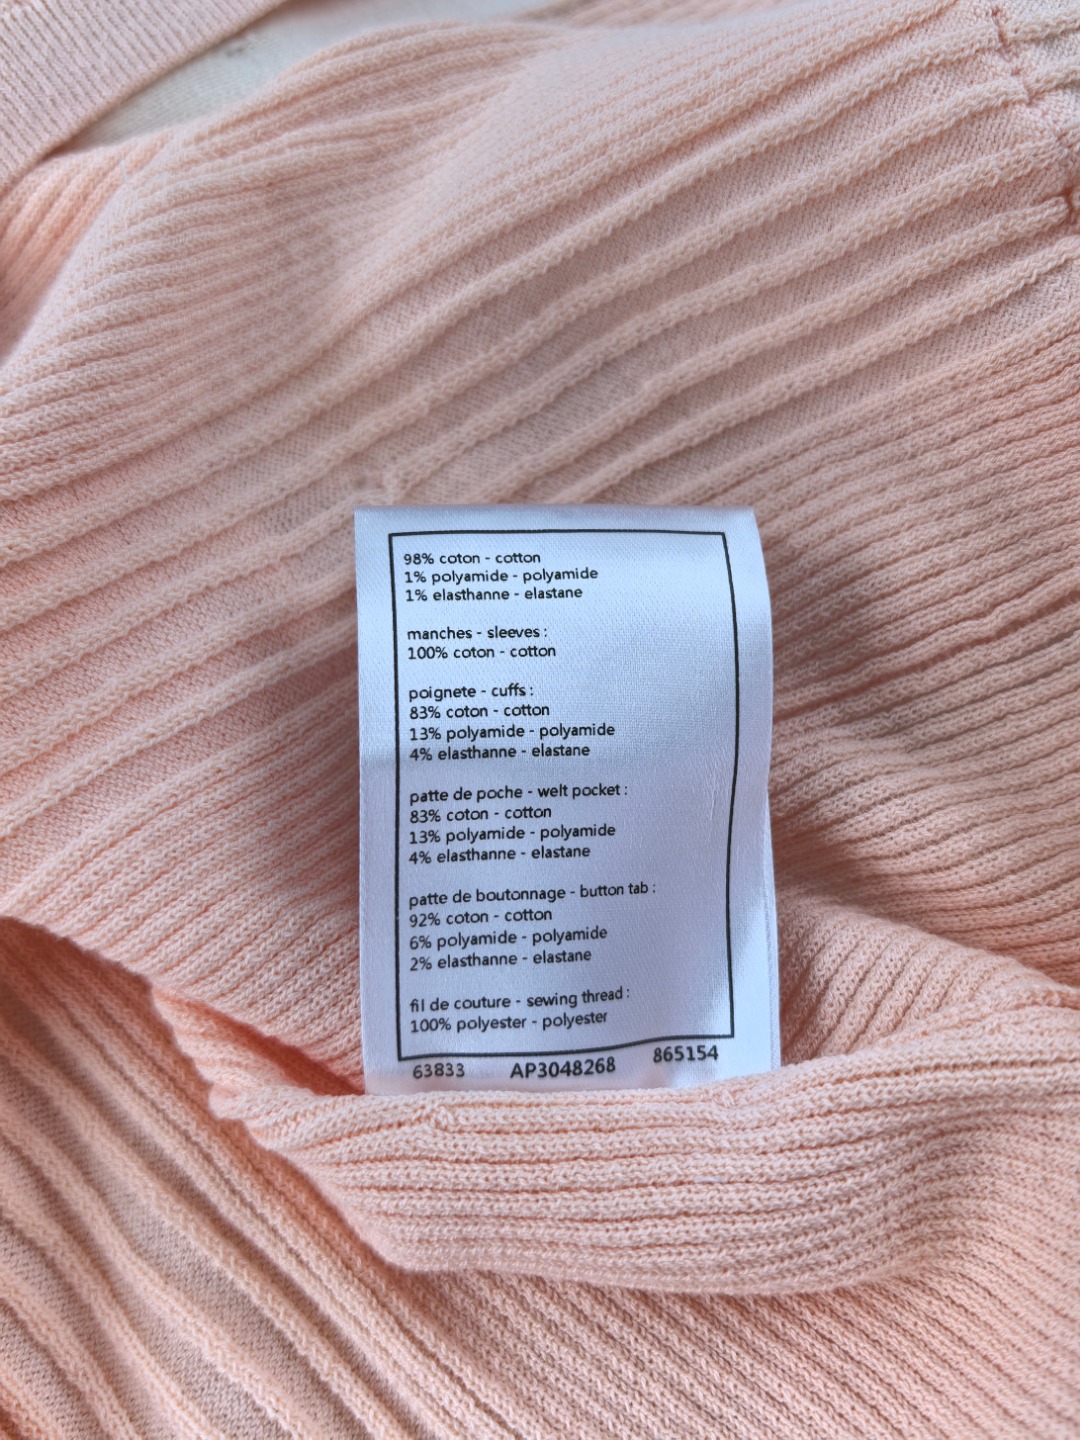 98% coton - cotton
1% polyamide - polyamide
1% elasthanne - elastane
manches - sleeves :
100% coton - cotton
poignete - cuffs :
83% coton - cotton
13% polyamide - polyamide
4% elasthanne - elastane
patte de poche - welt pocket :
83% coton - cotton
13% polyamide - polyamide
4% elasthanne - elastane
patte de boutonnage - button tab :
92% coton - cotton
6% polyamide - polyamide
2% elasthanne - elastane
fil de couture - sewing thread :
100% polyester - polyester
63833 AP3048268 865154